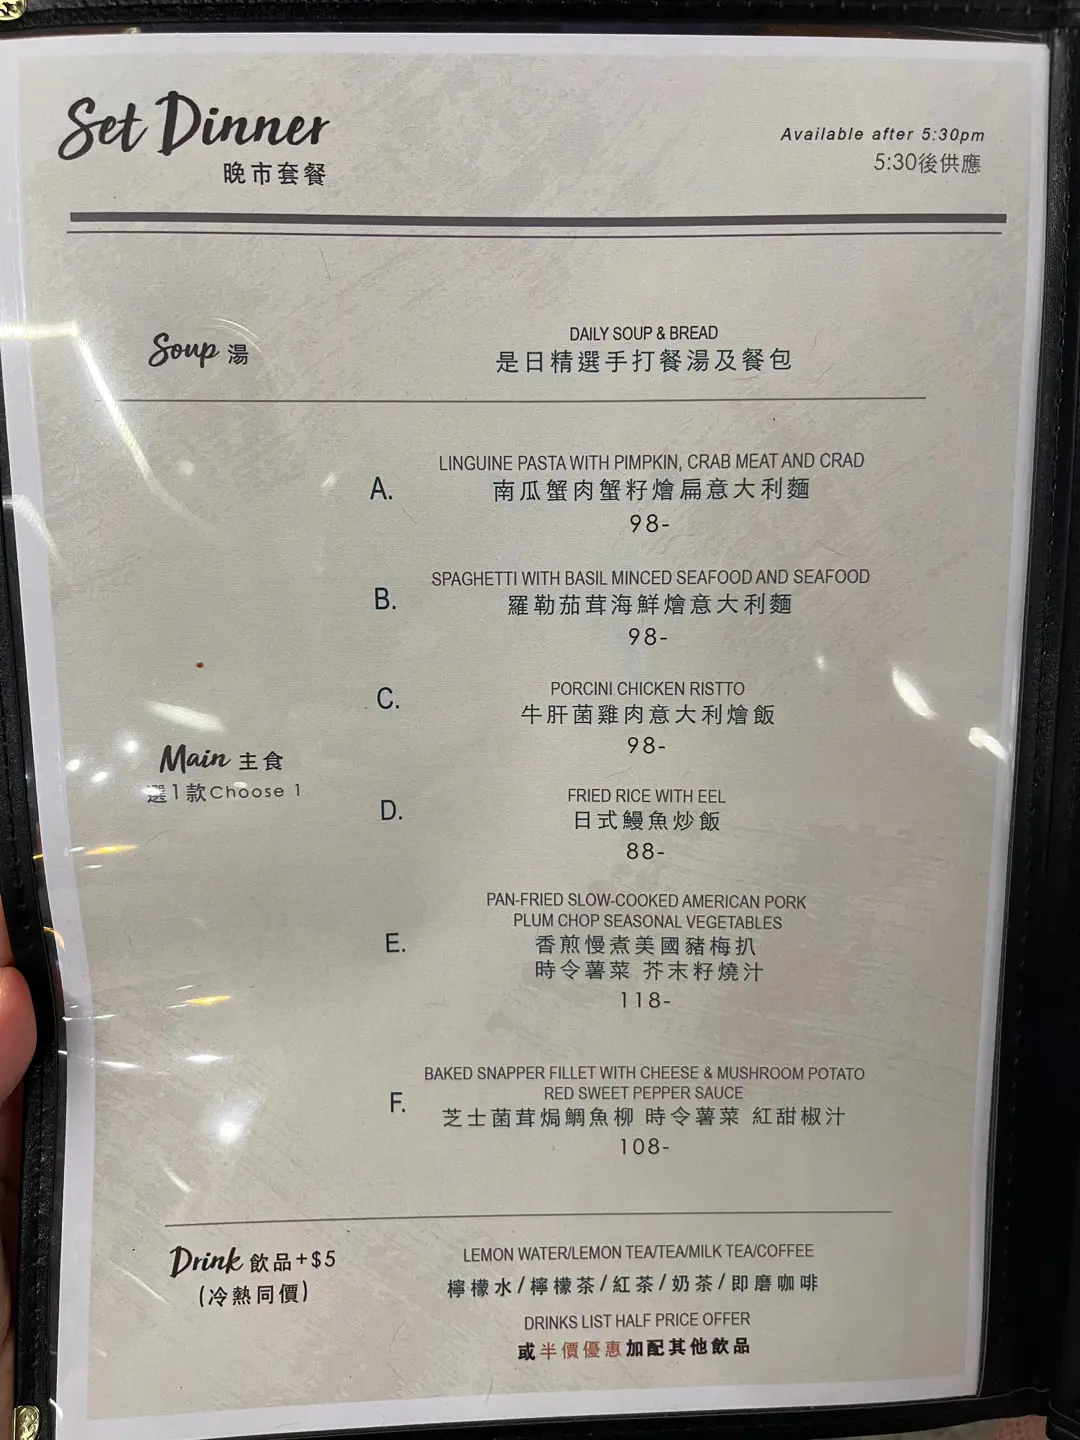 Set Dinner
晚市套餐
Available after 5:30pm
5:30後供應
Soup 湯
DAILY SOUP & BREAD
是日精選手打餐湯及餐包
A.
LINGUINE PASTA WITH PIMPKIN, CRAB MEAT AND CRAD
南瓜蟹肉蟹籽燴扁意大利麵
98-
B.
SPAGHETTI WITH BASIL MINCED SEAFOOD AND SEAFOOD
羅勒茄茸海鮮燴意大利麵
98-
C.
PORCINI CHICKEN RISTTO
牛肝菌雞肉意大利燴飯
98-
Main 主食
選1款Choose 1
D.
FRIED RICE WITH EEL
日式鰻魚炒飯
88-
E.
PAN-FRIED SLOW-COOKED AMERICAN PORK
PLUM CHOP SEASONAL VEGETABLES
香煎慢煮美國豬梅扒
時令薯菜 芥末籽燒汁
118-
F.
BAKED SNAPPER FILLET WITH CHEESE & MUSHROOM POTATO
RED SWEET PEPPER SAUCE
芝士菌茸焗鯛魚柳 時令薯菜 紅甜椒汁
108-
Drink 飲品+$5
(冷熱同價)
LEMON WATER/LEMON TEA/TEA/MILK TEA/COFFEE
檸檬水/檸檬茶/紅茶/奶茶/即磨咖啡
DRINKS LIST HALF PRICE OFFER
或半價優惠加配其他飲品